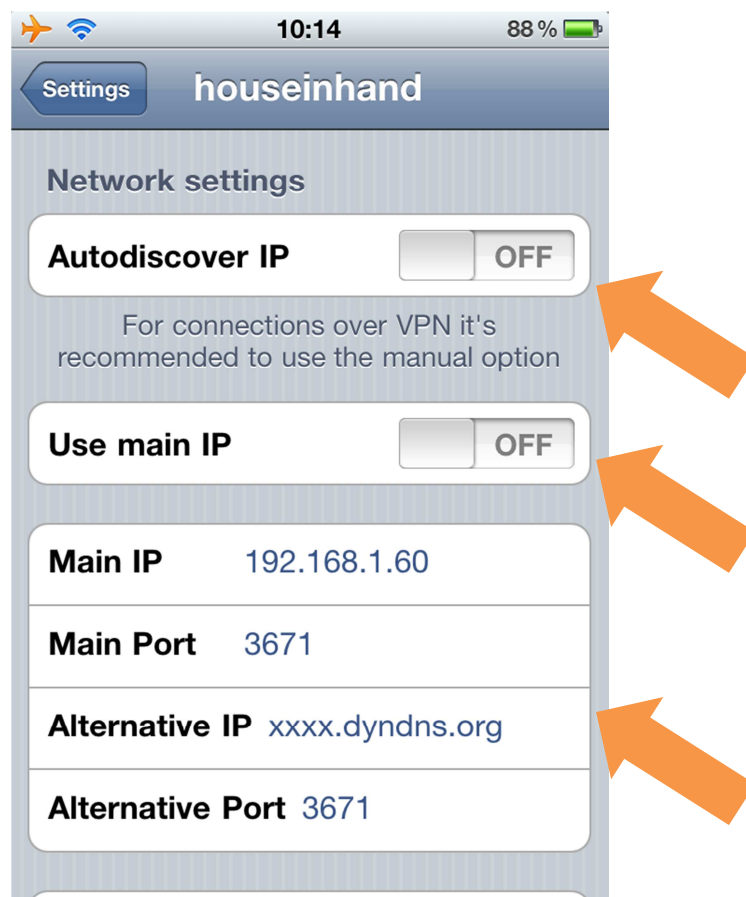 10:14 88 %
Settings houseinhand
Network settings
Autodiscover IP OFF
For connections over VPN it's
recommended to use the manual option
Use main IP OFF
Main IP 192.168.1.60
Main Port 3671
Alternative IP xxxx.dyndns.org
Alternative Port 3671